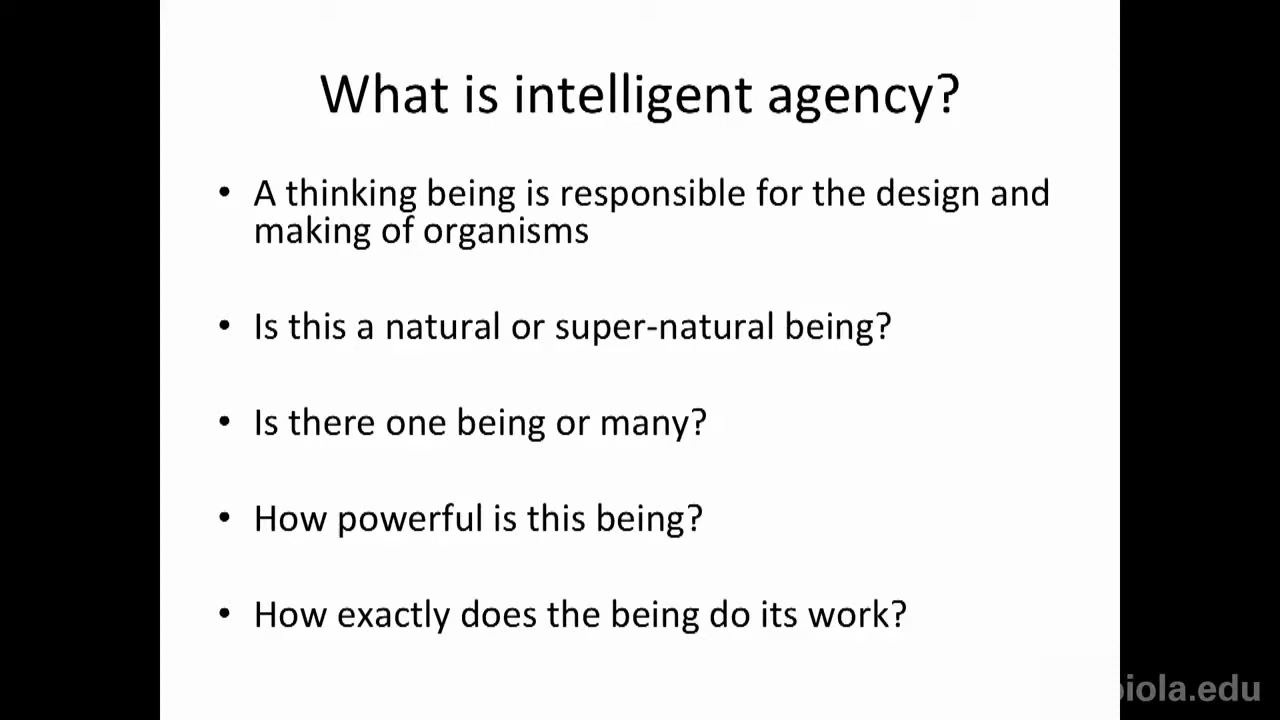 What is intelligent agency?
• A thinking being is responsible for the design and
making of organisms
• Is this a natural or super-natural being?
• Is there one being or many?
• How powerful is this being?
• How exactly does the being do its work?
biola.edu